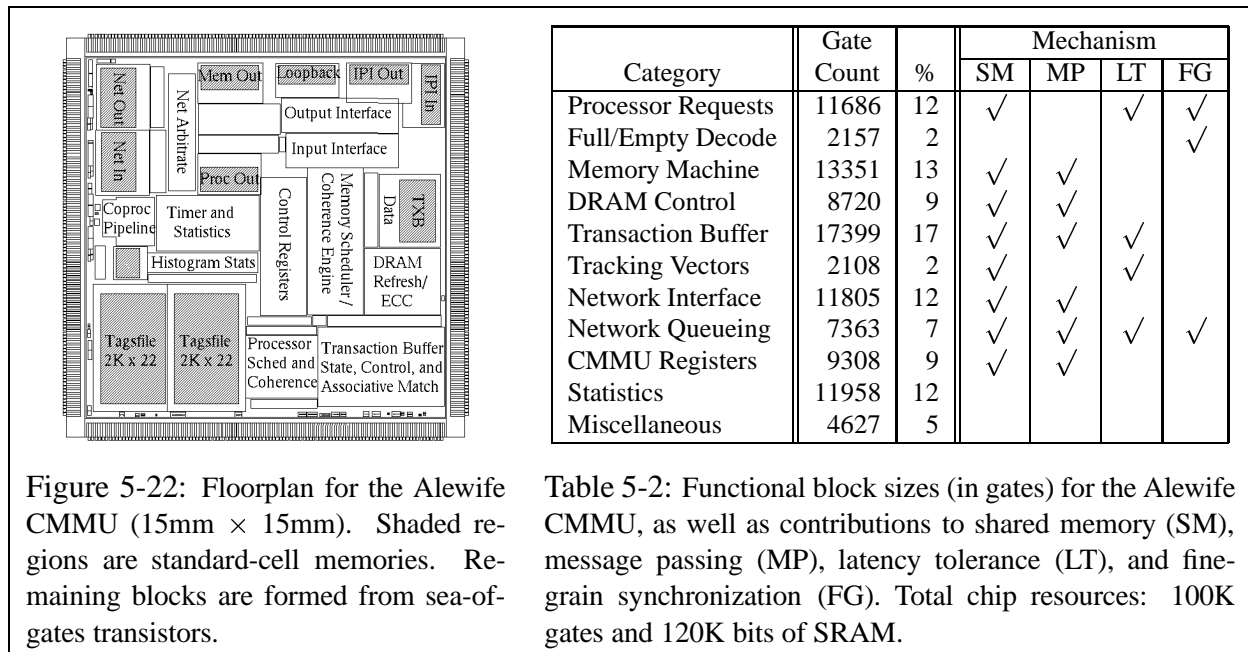 Net Out
Net In
Net Arbitrate
Mem Out
Loopback
IPI Out
IPI In
Output Interface
Input Interface
Proc Out
Coproc
Pipeline
Timer and
Statistics
Histogram Stats
Control Registers
Memory Scheduler /
Coherence Engine
Data
TXB
DRAM
Refresh/
ECC
Tagsfile
2K x 22
Tagsfile
2K x 22
Processor
Sched and
Coherence
Transaction Buffer
State, Control, and
Associative Match
Figure 5-22: Floorplan for the Alewife
CMMU (15mm × 15mm). Shaded re-
gions are standard-cell memories. Re-
maining blocks are formed from sea-of-
gates transistors.
Gate Mechanism
Category Count % SM MP LT FG
Processor Requests 11686 12 √ √ √
Full/Empty Decode 2157 2 √
Memory Machine 13351 13 √ √
DRAM Control 8720 9 √ √
Transaction Buffer 17399 17 √ √ √
Tracking Vectors 2108 2 √ √
Network Interface 11805 12 √ √
Network Queueing 7363 7 √ √ √ √
CMMU Registers 9308 9 √ √
Statistics 11958 12
Miscellaneous 4627 5
Table 5-2: Functional block sizes (in gates) for the Alewife
CMMU, as well as contributions to shared memory (SM),
message passing (MP), latency tolerance (LT), and fine-
grain synchronization (FG). Total chip resources: 100K
gates and 120K bits of SRAM.